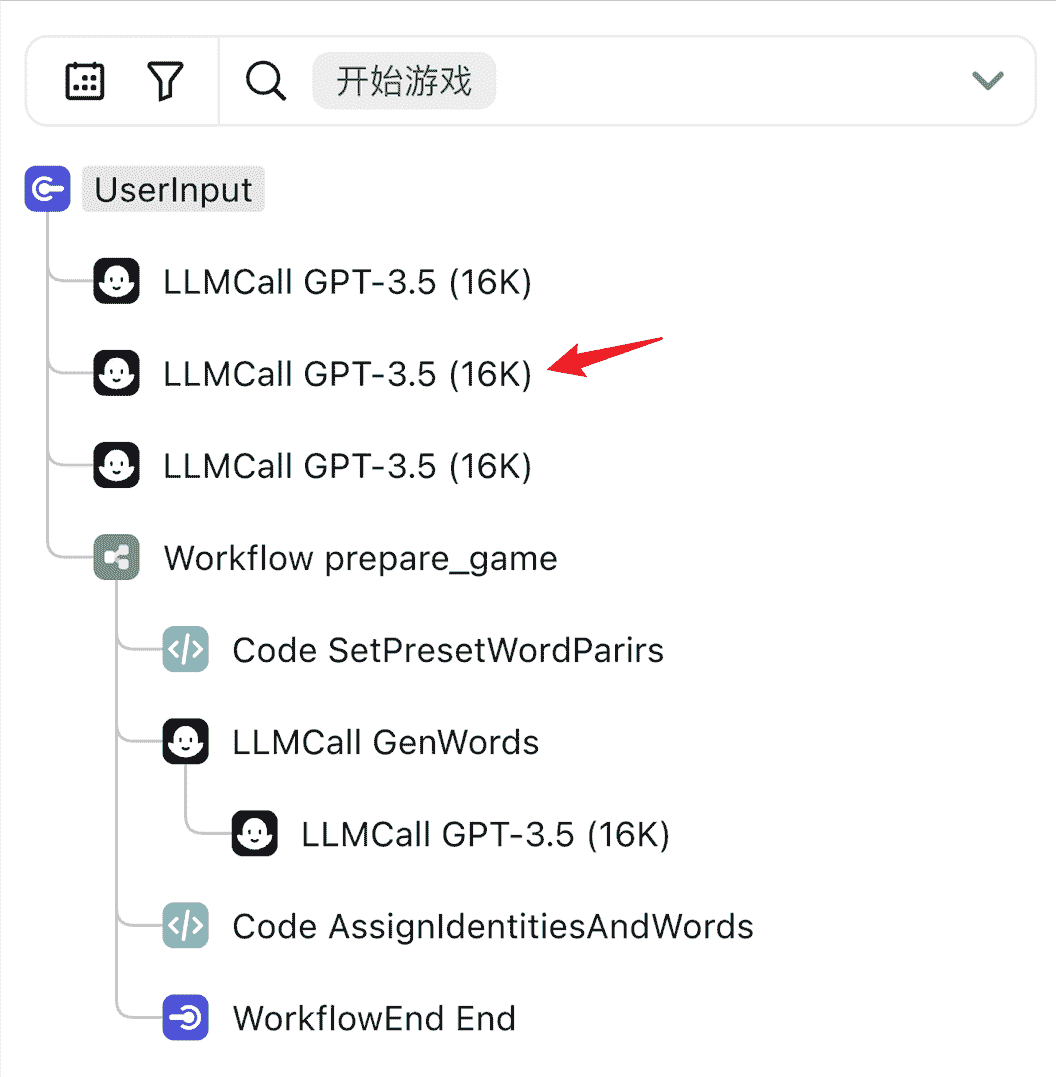 开始游戏
UserInput
LLMCall GPT-3.5 (16K)
LLMCall GPT-3.5 (16K)
LLMCall GPT-3.5 (16K)
Workflow prepare_game
Code SetPresetWordParirs
LLMCall GenWords
LLMCall GPT-3.5 (16K)
Code AssignIdentitiesAndWords
WorkflowEnd End